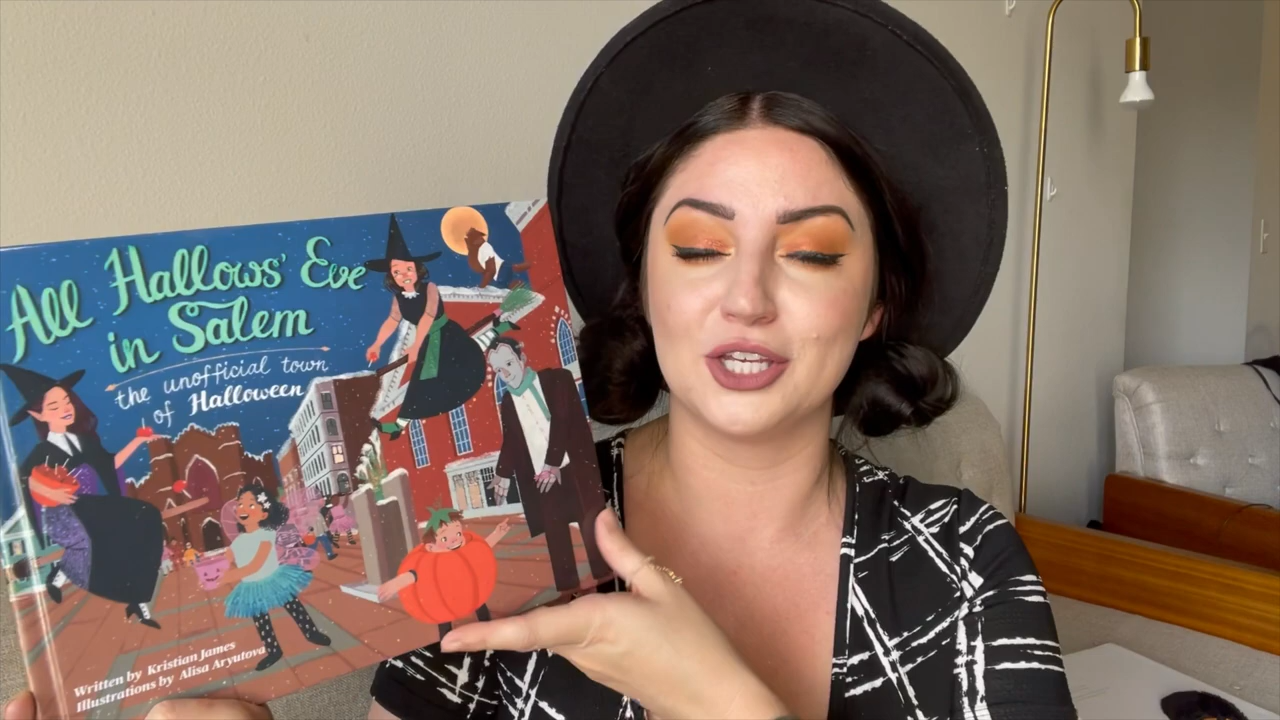 All Hallows' Eve
in Salem
the unofficial town
of Halloween
Written by Kristian James
Illustrations by Alisa Aryutova